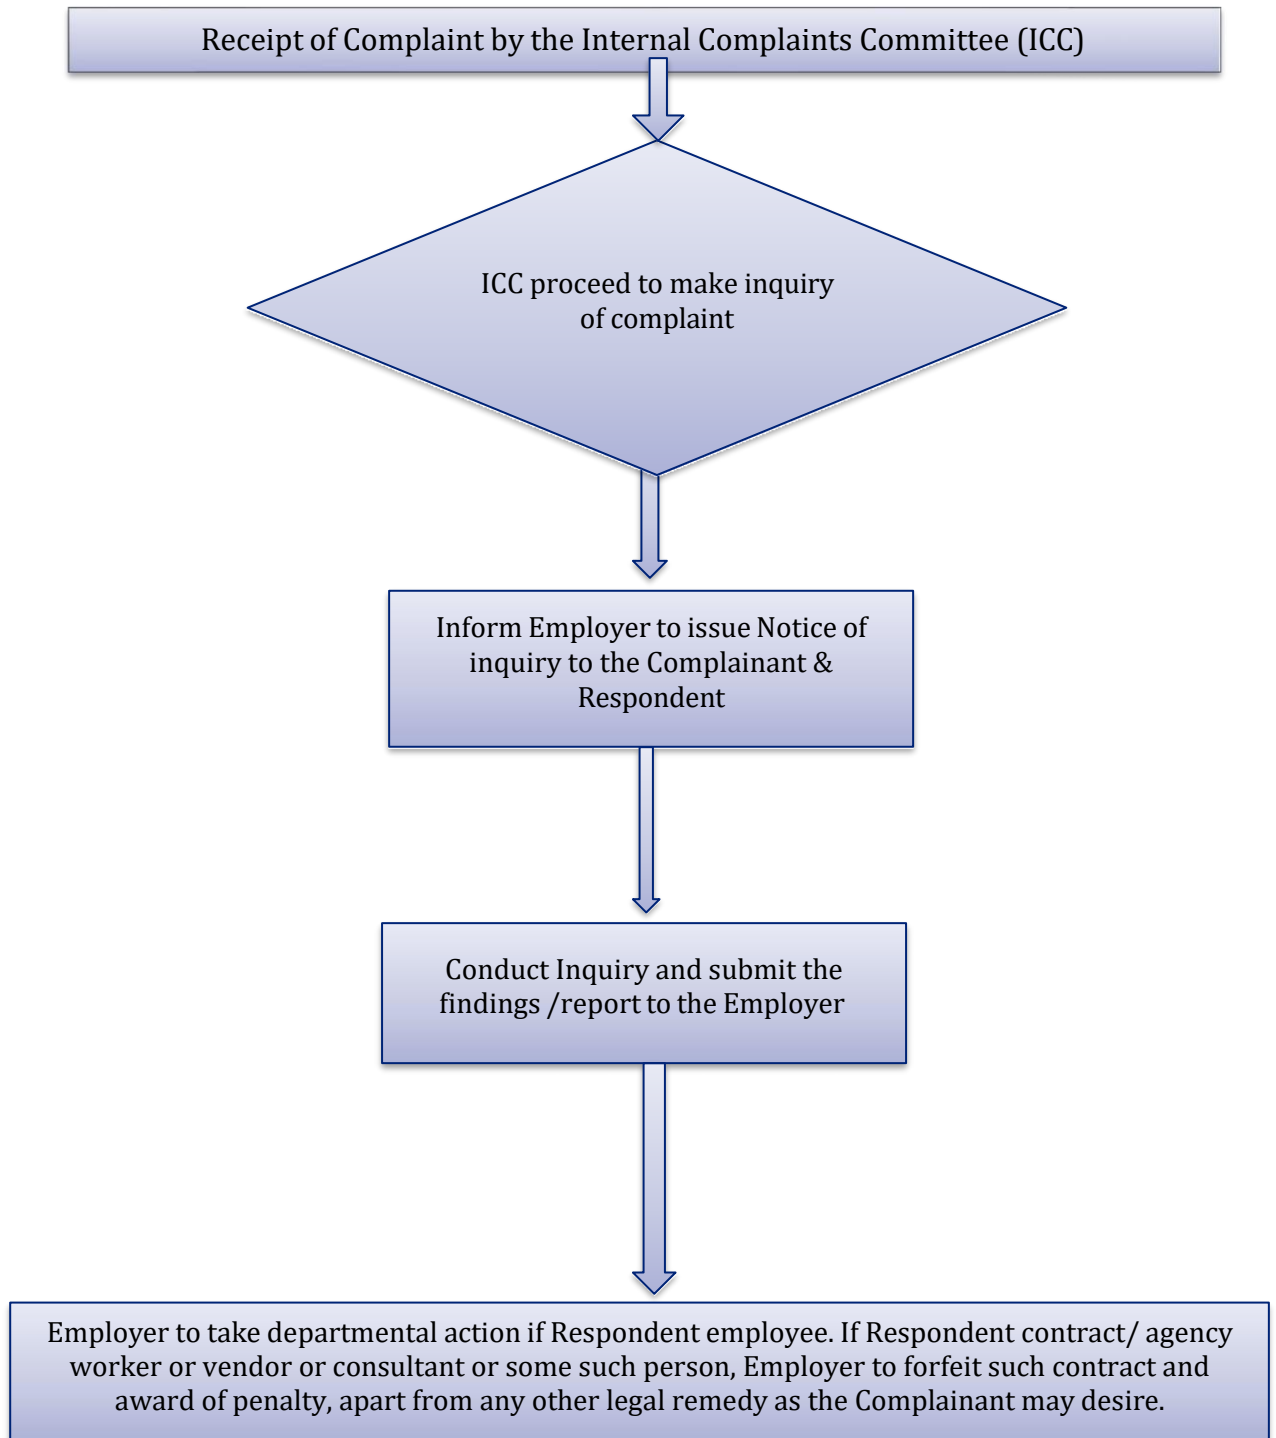 Receipt of Complaint by the Internal Complaints Committee (ICC)
ICC proceed to make inquiry
of complaint
Inform Employer to issue Notice of
inquiry to the Complainant &
Respondent
Conduct Inquiry and submit the
findings /report to the Employer
Employer to take departmental action if Respondent employee. If Respondent contract/ agency
worker or vendor or consultant or some such person, Employer to forfeit such contract and
award of penalty, apart from any other legal remedy as the Complainant may desire.